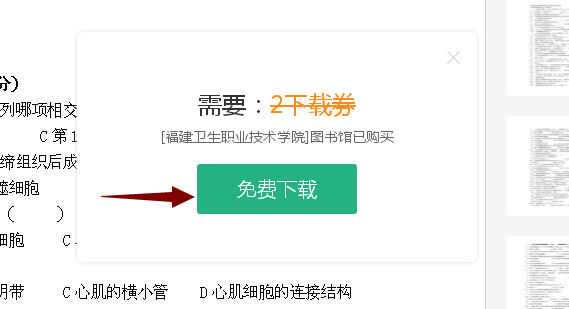 需要：2下载券
[福建卫生职业技术学院]图书馆已购买
免费下载
分)
列哪项相交
C 第 1
缔组织后成
噬细胞
(　　)
细胞　C
月带　C 心肌的横小管　D 心肌细胞的连接结构